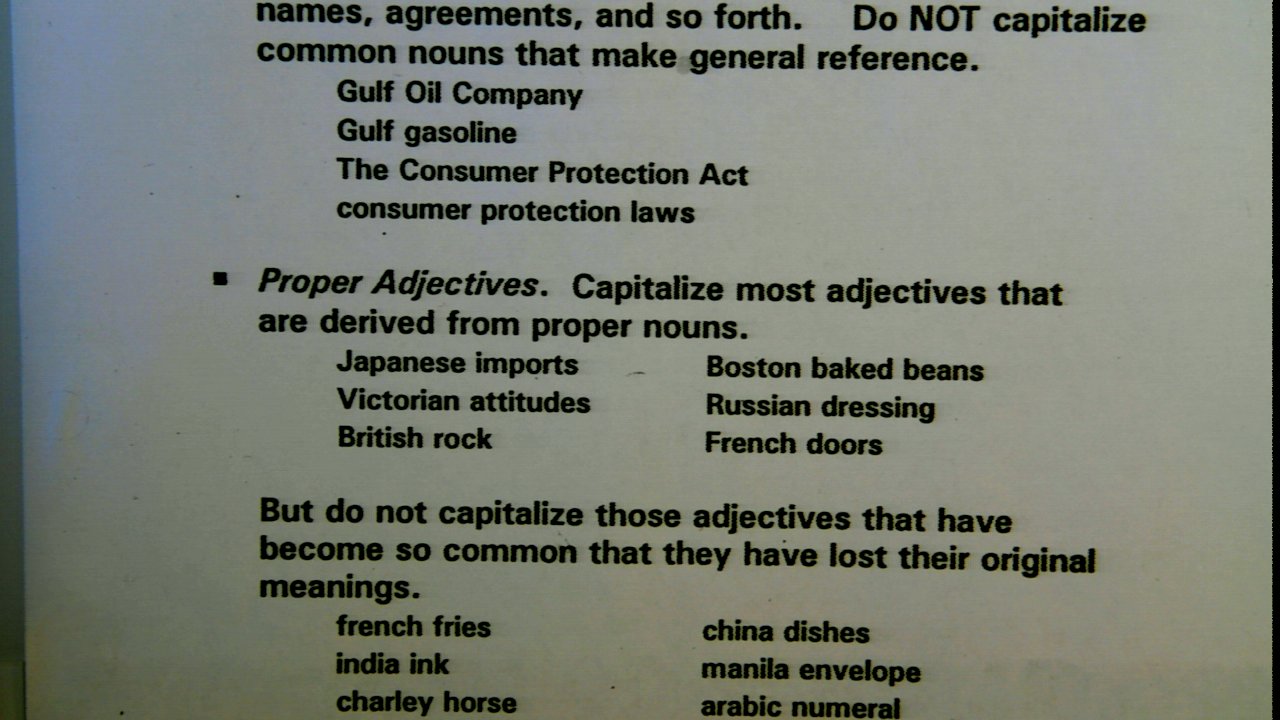 names, agreements, and so forth. Do NOT capitalize
common nouns that make general reference.
Gulf Oil Company
Gulf gasoline
The Consumer Protection Act
consumer protection laws
▪ Proper Adjectives. Capitalize most adjectives that
are derived from proper nouns.
Japanese imports Boston baked beans
Victorian attitudes Russian dressing
British rock French doors
But do not capitalize those adjectives that have
become so common that they have lost their original
meanings.
french fries china dishes
india ink manila envelope
charley horse arabic numeral